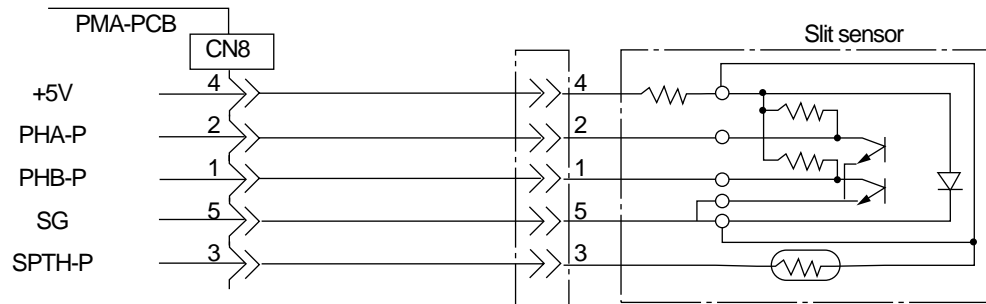 PMA-PCB
CN8
Slit sensor
+5V 4 4
PHA-P 2 2
PHB-P 1 1
SG 5 5
SPTH-P 3 3